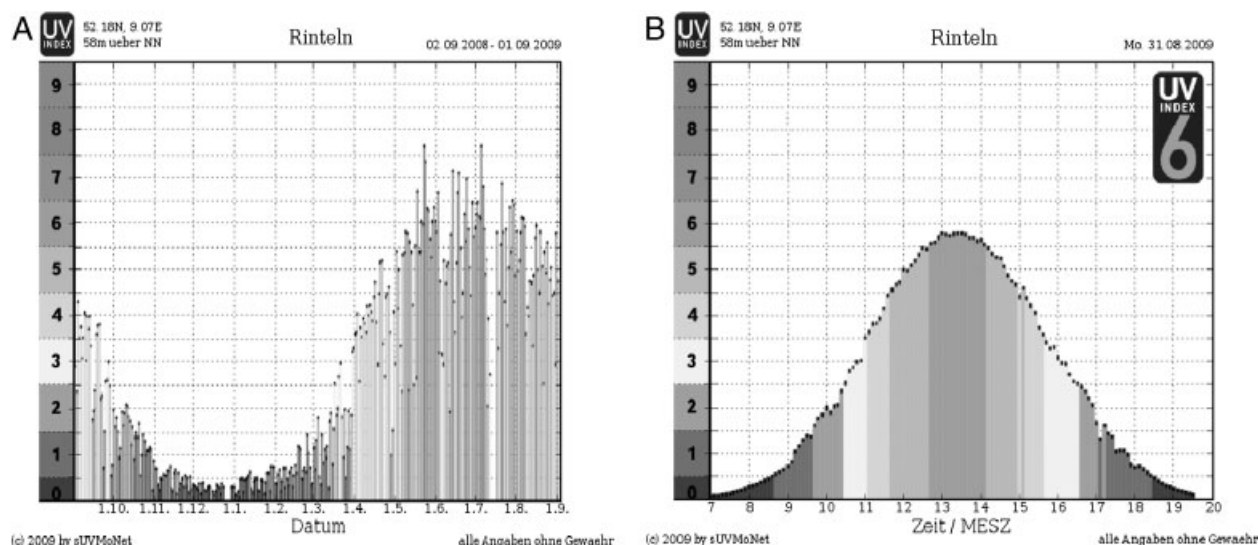 A
UV
INDEX
52.18N, 9.07E
58m ueber NN
Rinteln
02.09.2008 - 01.09.2009
9
8
7
6
5
4
3
2
1
0
1.10. 1.11. 1.12. 1.1. 1.2. 1.3. 1.4. 1.5. 1.6. 1.7. 1.8. 1.9.
Datum
(c) 2009 by sUVMoNet
alle Angaben ohne Gewaehr
B
UV
INDEX
52.18N, 9.07E
58m ueber NN
Rinteln
Mo. 31.08.2009
UV
INDEX
6
9
8
7
6
5
4
3
2
1
0
7 8 9 10 11 12 13 14 15 16 17 18 19 20
Zeit / MESZ
(c) 2009 by sUVMoNet
alle Angaben ohne Gewaehr